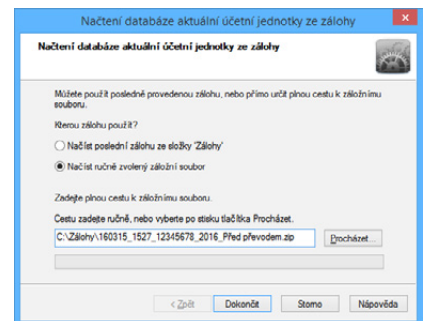 Načtení databáze aktuální účetní jednotky ze zálohy
Načtení databáze aktuální účetní jednotky ze zálohy
Můžete použít posledně provedenou zálohu, nebo přímo určit plnou cestu k záložnímu
souboru.
Kterou zálohu použít?
Načíst poslední zálohu ze složky 'Zálohy'
Načíst ručně zvolený záložní soubor
Zadejte plnou cestu k záložnímu souboru.
Cestu zadejte ručně, nebo vyberte po stisku tlačítka Procházet.
C:\Zálohy\160315_1527_12345678_2016_Před převodem.zip
Procházet...
< Zpět Dokončit Storno Nápověda